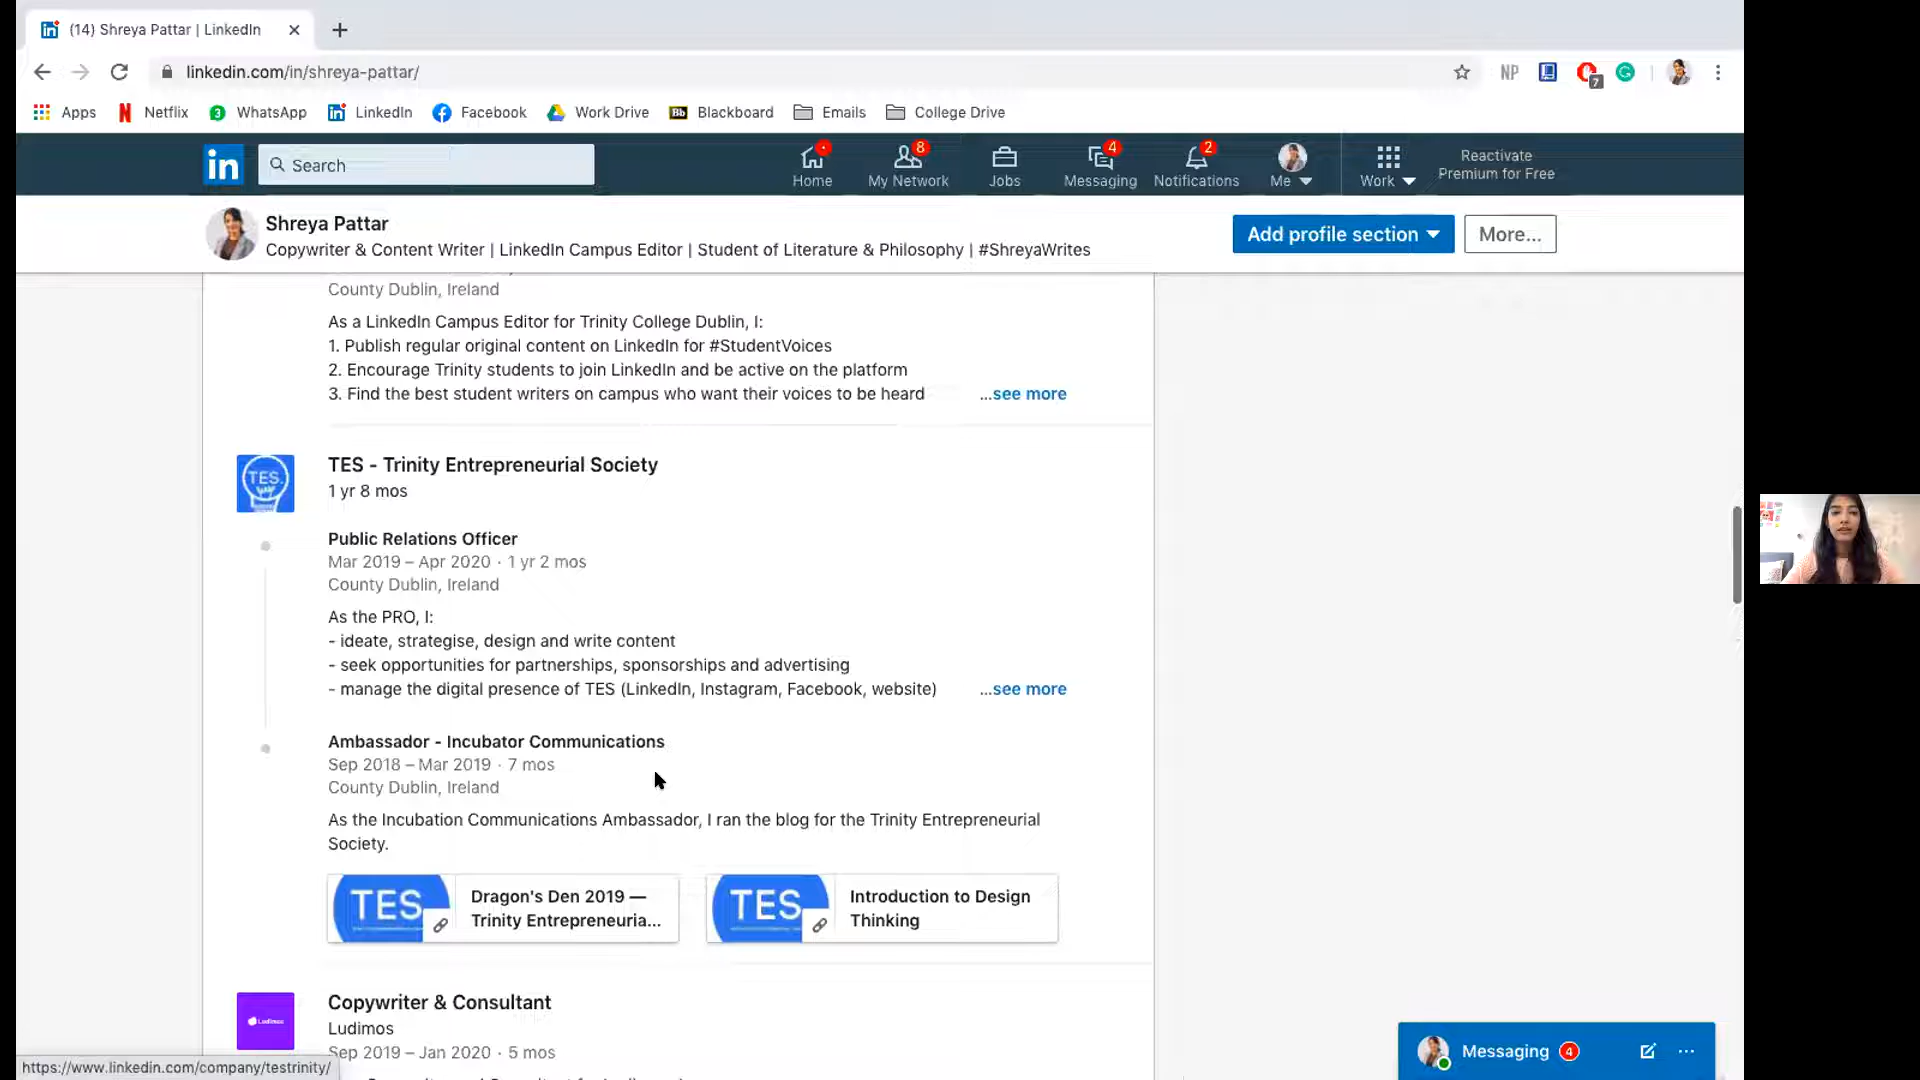 (14) Shreya Pattar | LinkedIn
linkedin.com/in/shreya-pattar/
NP
7
Apps
Netflix
3
WhatsApp
LinkedIn
Facebook
Work Drive
Bb
Blackboard
Emails
College Drive
in
Search
Home
8
My Network
Jobs
4
Messaging
2
Notifications
Me
Work
Reactivate
Premium for Free
Shreya Pattar
Copywriter & Content Writer | LinkedIn Campus Editor | Student of Literature & Philosophy | #ShreyaWrites
Add profile section
More...
County Dublin, Ireland
As a LinkedIn Campus Editor for Trinity College Dublin, I:
1. Publish regular original content on LinkedIn for #StudentVoices
2. Encourage Trinity students to join LinkedIn and be active on the platform
3. Find the best student writers on campus who want their voices to be heard ...see more
TES.
TES - Trinity Entrepreneurial Society
1 yr 8 mos
Public Relations Officer
Mar 2019 – Apr 2020 · 1 yr 2 mos
County Dublin, Ireland
As the PRO, I:
- ideate, strategise, design and write content
- seek opportunities for partnerships, sponsorships and advertising
- manage the digital presence of TES (LinkedIn, Instagram, Facebook, website) ...see more
Ambassador - Incubator Communications
Sep 2018 – Mar 2019 · 7 mos
County Dublin, Ireland
As the Incubation Communications Ambassador, I ran the blog for the Trinity Entrepreneurial
Society.
TES
Dragon's Den 2019 —
Trinity Entrepreneuria...
TES
Introduction to Design
Thinking
Ludimos
Copywriter & Consultant
Ludimos
Sep 2019 – Jan 2020 · 5 mos
https://www.linkedin.com/company/testrinity/
Messaging 4